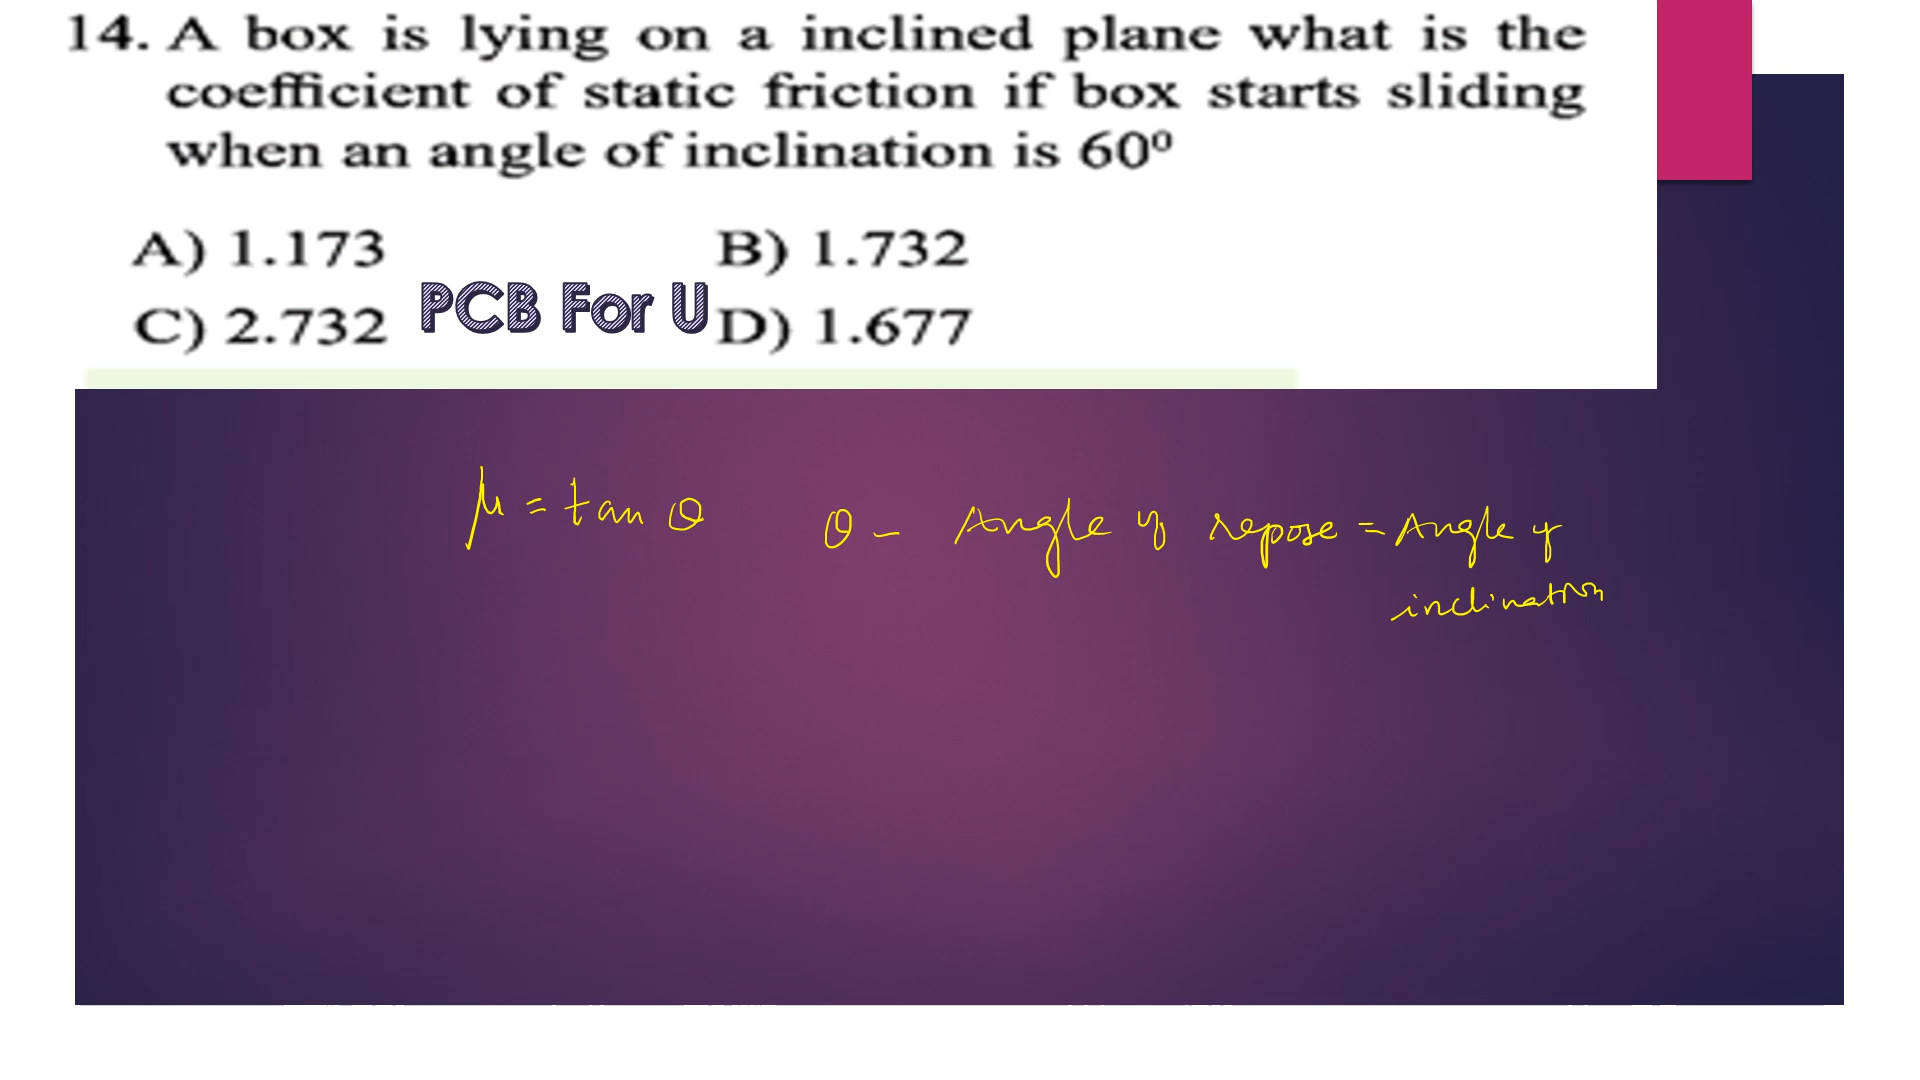 14. A box is lying on a inclined plane what is the
coefficient of static friction if box starts sliding
when an angle of inclination is 60⁰
A) 1.173 B) 1.732
C) 2.732 PCB For U D) 1.677
μ = tan θ θ - Angle of repose = Angle of
inclination